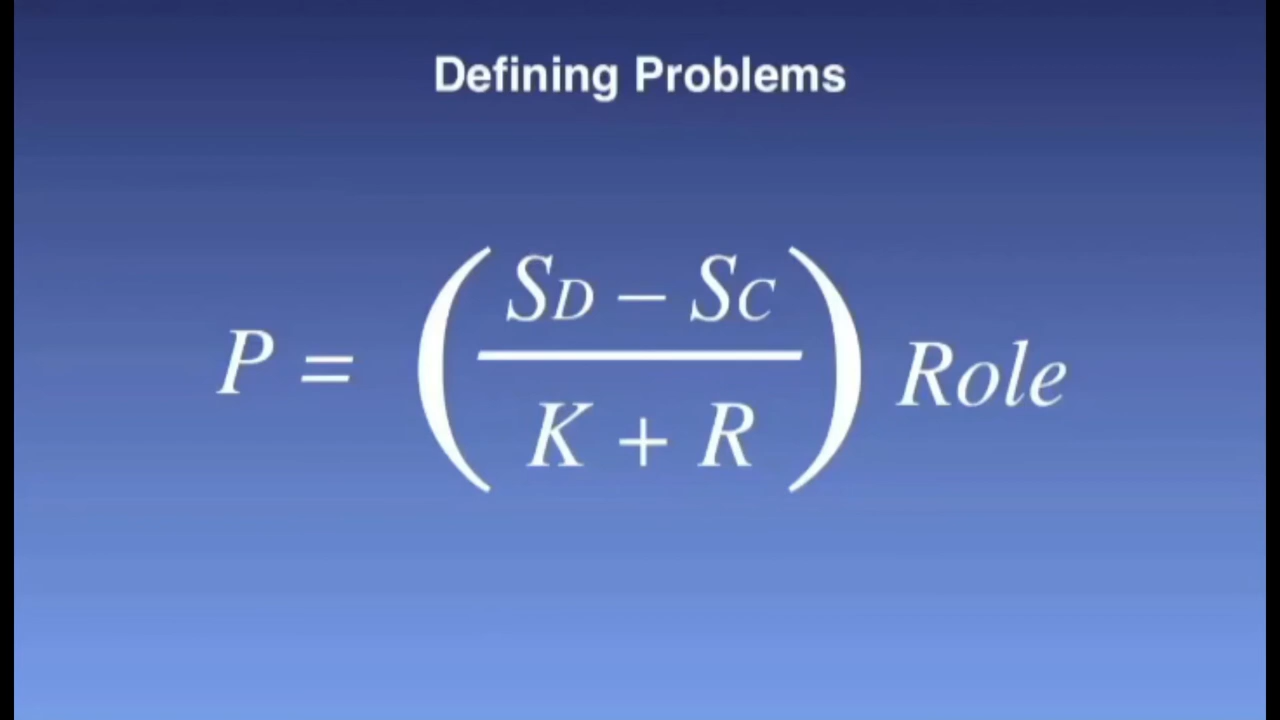 Defining Problems
P = ( SD – SC / K + R ) Role